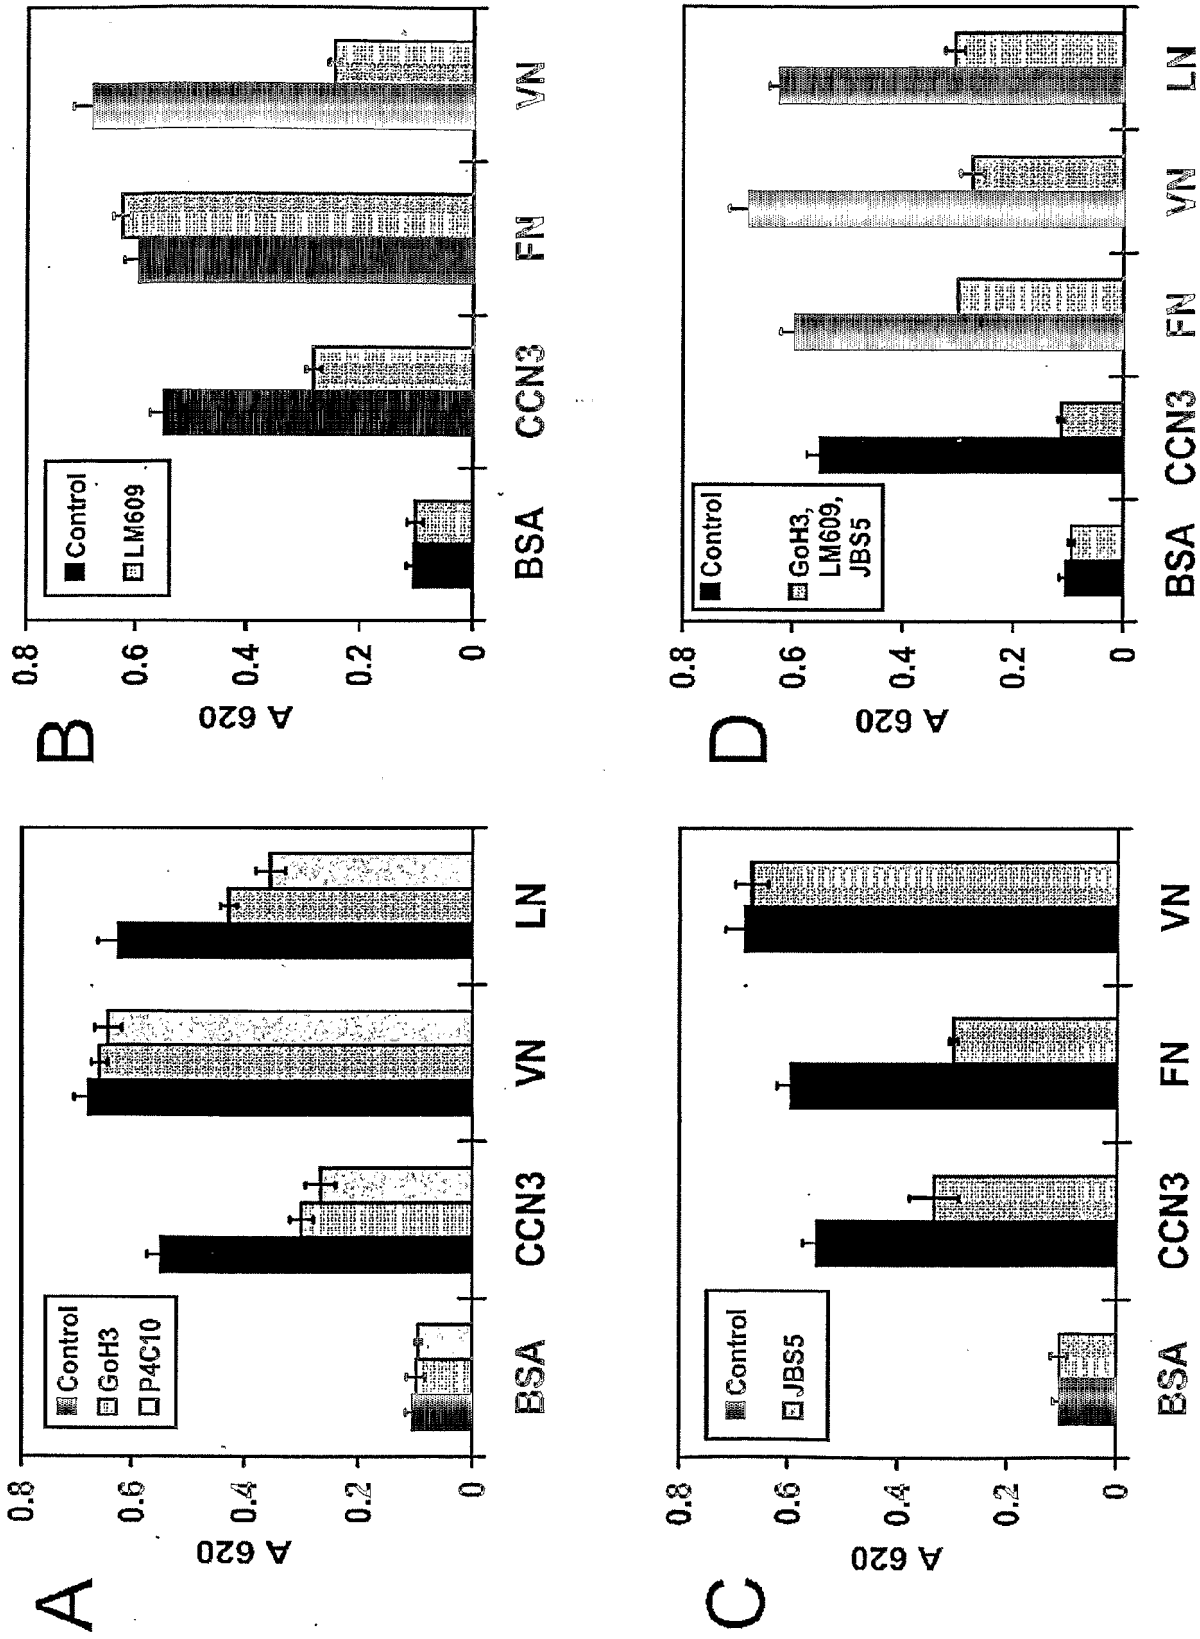 A
A 620
0.8
0.6
0.4
0.2
0
Control
GoH3
P4C10
BSA CCN3 VN LN
B
A 620
0.8
0.6
0.4
0.2
0
Control
LM609
BSA CCN3 FN VN
C
A 620
0.8
0.6
0.4
0.2
0
Control
JBS5
BSA CCN3 FN VN
D
A 620
0.8
0.6
0.4
0.2
0
Control
GoH3,
LM609,
JBS5
BSA CCN3 FN VN LN